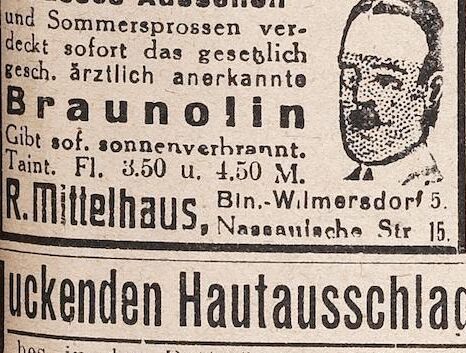 Aussehen
und Sommersprossen ver-
deckt sofort das gesetzlich
gesch. ärztlich anerkannte
Braunolin
Gibt sof. sonnenverbrannt.
Taint. Fl. 3.50 u. 4.50 M.
R. Mittelhaus, Bln.-Wilmersdorf 5.
Nassauische Str 15.
uckenden Hautausschlag